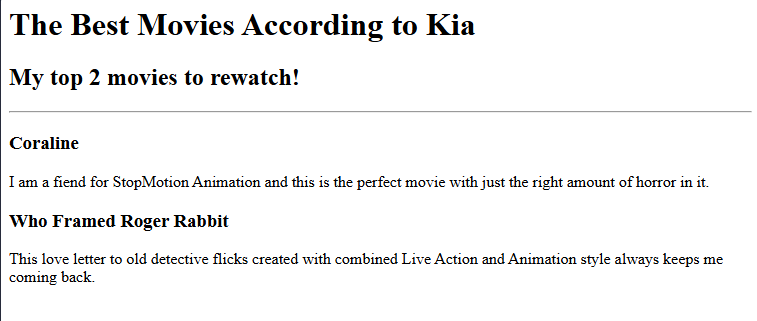 The Best Movies According to Kia
My top 2 movies to rewatch!
Coraline
I am a fiend for StopMotion Animation and this is the perfect movie with just the right amount of horror in it.
Who Framed Roger Rabbit
This love letter to old detective flicks created with combined Live Action and Animation style always keeps me
coming back.